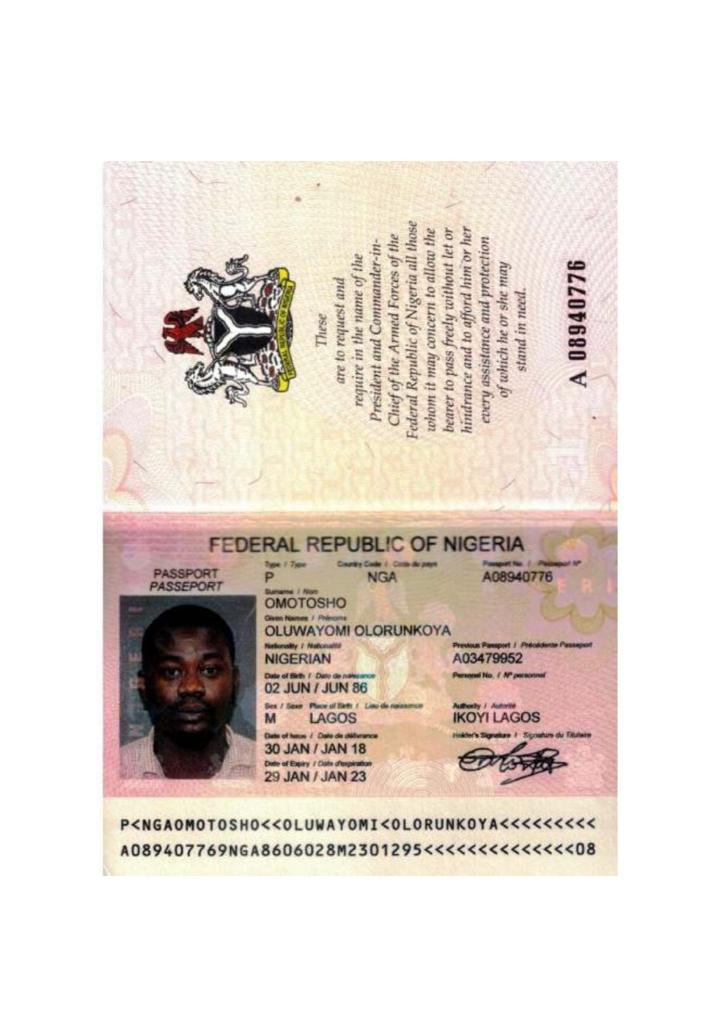 FEDERAL REPUBLIC OF NIGERIA
These
are to request and
require in the name of the
President and Commander-in-
Chief of the Armed Forces of the
Federal Republic of Nigeria all those
whom it may concern to allow the
bearer to pass freely without let or
hindrance and to afford him or her
every assistance and protection
of which he or she may
stand in need.
A 08940776
FEDERAL REPUBLIC OF NIGERIA
PASSPORT
PASSEPORT
Type / Type Country Code / Code du pays Passport No. / Passeport N°
P NGA A08940776
Surname / Nom
OMOTOSHO
Given Names / Prénoms
OLUWAYOMI OLORUNKOYA
Nationality / Nationalité Previous Passport / Précédente Passeport
NIGERIAN A03479952
Date of Birth / Date de naissance Personal No. / N° personnel
02 JUN / JUN 86
Sex / Sexe Place of Birth / Lieu de naissance Authority / Autorité
M LAGOS IKOYI LAGOS
Date of Issue / Date de délivrance Holder's Signature / Signature du Titulaire
30 JAN / JAN 18
Date of Expiry / Date d'expiration
29 JAN / JAN 23
P<NGAOMOTOSHO<<OLUWAYOMI<OLORUNKOYA<<<<<<<<<
A089407769NGA8606028M2301295<<<<<<<<<<<<<<08